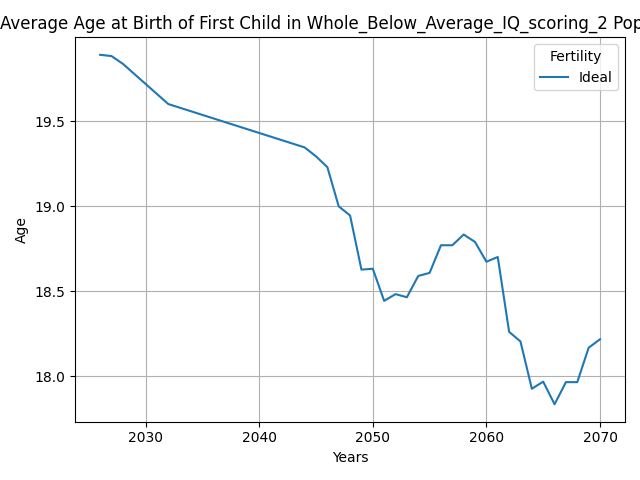 Average Age at Birth of First Child in Whole_Below_Average_IQ_scoring_2 Pop
Fertility
Ideal
19.5
19.0
18.5
18.0
Age
2030 2040 2050 2060 2070
Years